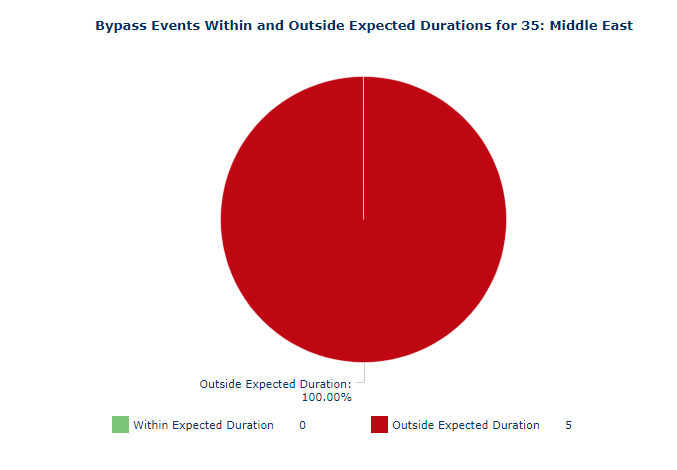 Bypass Events Within and Outside Expected Durations for 35: Middle East
Outside Expected Duration:
100.00%
Within Expected Duration 0 Outside Expected Duration 5